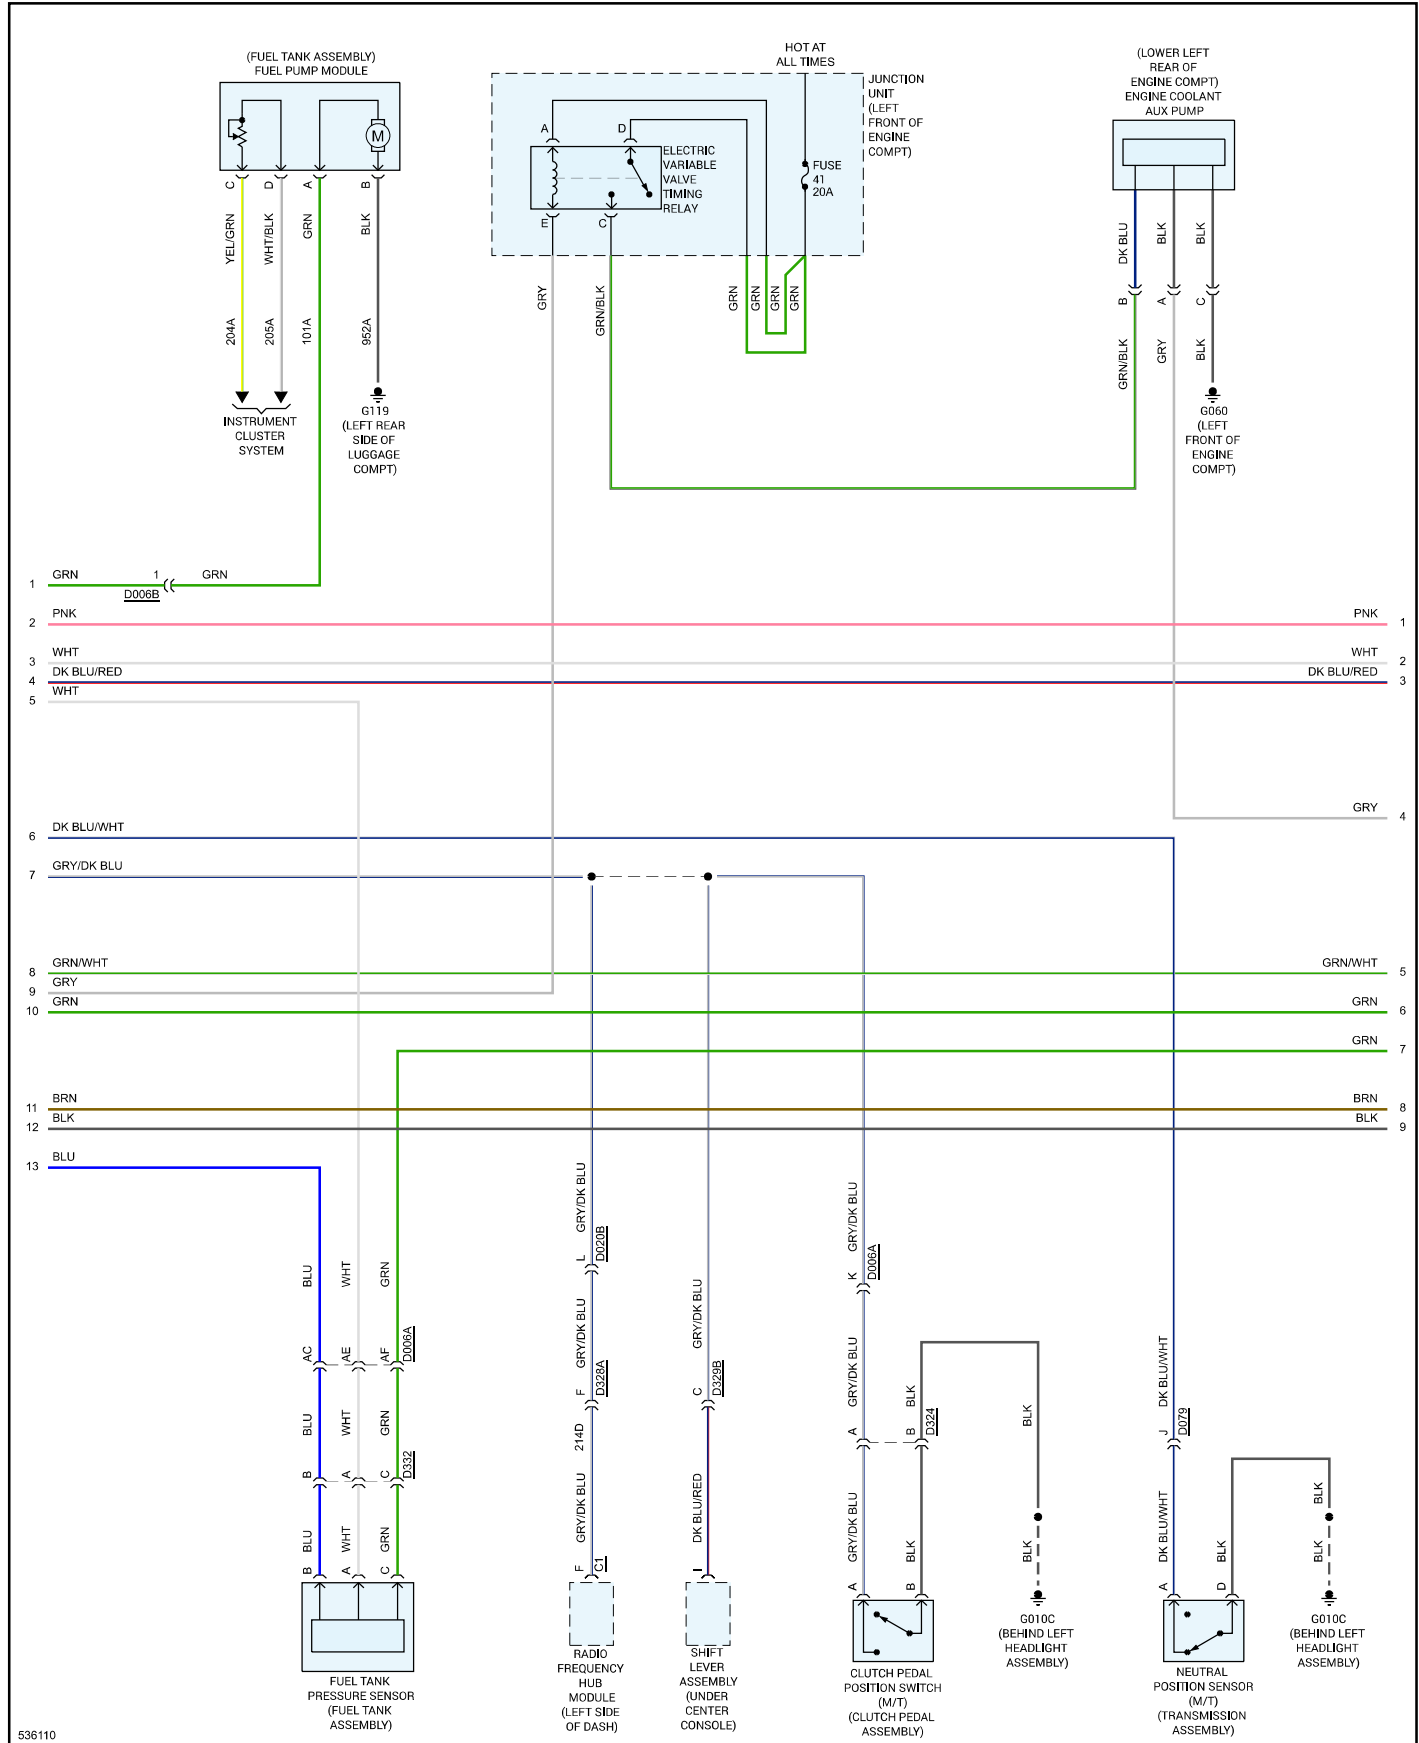 (FUEL TANK ASSEMBLY)
FUEL PUMP MODULE
M
C
D
A
B
YEL/GRN
WHT/BLK
GRN
BLK
204A
205A
101A
952A
INSTRUMENT
CLUSTER
SYSTEM
G119
(LEFT REAR
SIDE OF
LUGGAGE
COMPT)
HOT AT
ALL TIMES
JUNCTION
UNIT
(LEFT
FRONT OF
ENGINE
COMPT)
A
D
ELECTRIC
VARIABLE
VALVE
TIMING
RELAY
FUSE
41
20A
E
C
GRY
GRN/BLK
GRN
GRN
GRN
GRN
(LOWER LEFT
REAR OF
ENGINE COMPT)
ENGINE COOLANT
AUX PUMP
DK BLU
BLK
BLK
B
A
C
GRN/BLK
GRY
BLK
G060
(LEFT
FRONT OF
ENGINE
COMPT)
1 GRN 1 GRN
D006B
2 PNK PNK 1
3 WHT WHT 2
4 DK BLU/RED DK BLU/RED 3
5 WHT
GRY 4
6 DK BLU/WHT
7 GRY/DK BLU
8 GRN/WHT GRN/WHT 5
9 GRY
10 GRN GRN 6
GRN 7
11 BRN BRN 8
12 BLK BLK 9
13 BLU
BLU
WHT
GRN
AC
AE
AF
D006A
BLU
WHT
GRN
B
A
C
D332
BLU
WHT
GRN
B
A
C
FUEL TANK
PRESSURE SENSOR
(FUEL TANK
ASSEMBLY)
GRY/DK BLU
L
D020B
GRY/DK BLU
F
D328A
214D
GRY/DK BLU
F
C1
RADIO
FREQUENCY
HUB
MODULE
(LEFT SIDE
OF DASH)
GRY/DK BLU
C
D329B
DK BLU/RED
I
SHIFT
LEVER
ASSEMBLY
(UNDER
CENTER
CONSOLE)
GRY/DK BLU
K
D006A
GRY/DK BLU
BLK
A
B
D324
GRY/DK BLU
BLK
A
B
CLUTCH PEDAL
POSITION SWITCH
(M/T)
(CLUTCH PEDAL
ASSEMBLY)
BLK
BLK
G010C
(BEHIND LEFT
HEADLIGHT
ASSEMBLY)
DK BLU/WHT
J
D079
DK BLU/WHT
BLK
A
D
NEUTRAL
POSITION SENSOR
(M/T)
(TRANSMISSION
ASSEMBLY)
BLK
BLK
G010C
(BEHIND LEFT
HEADLIGHT
ASSEMBLY)
536110